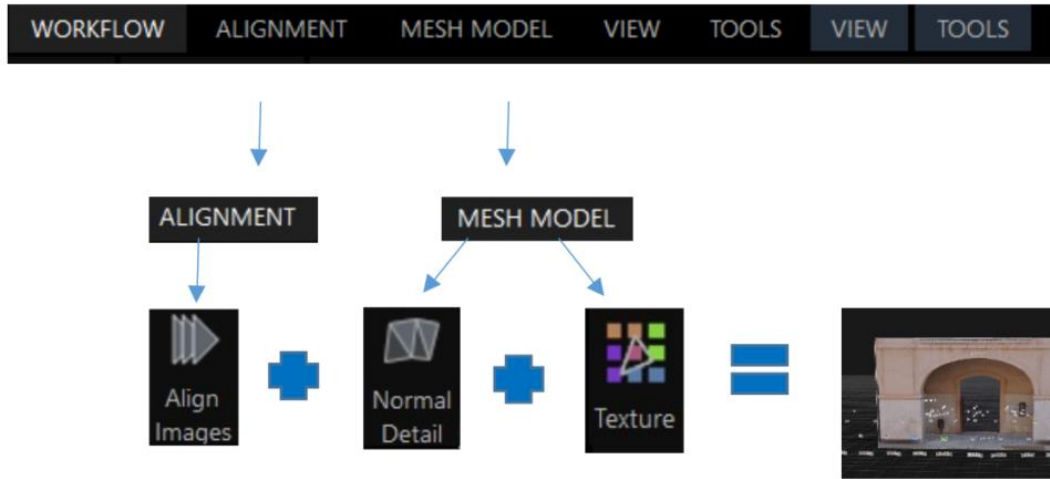 WORKFLOW ALIGNMENT MESH MODEL VIEW TOOLS VIEW TOOLS
ALIGNMENT MESH MODEL
Align
Images
Normal
Detail
Texture